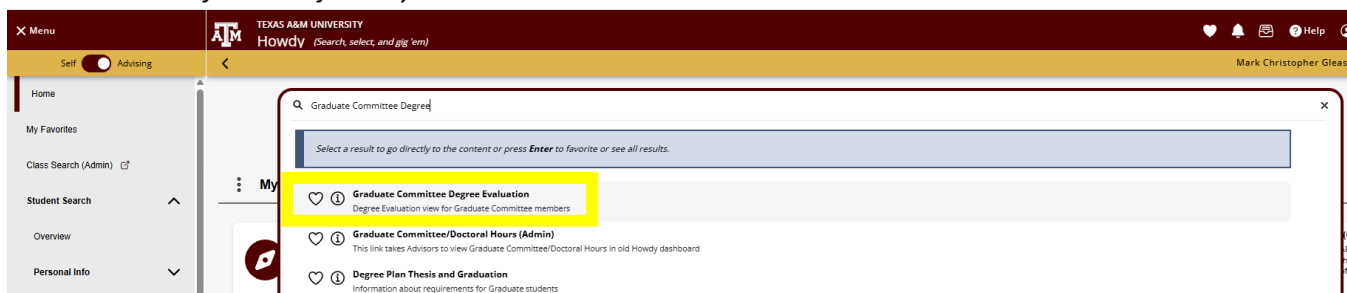 Menu
TEXAS A&M UNIVERSITY
Howdy (Search, select, and gig 'em)
Help
Self Advising
Mark Christopher Gleas
Home
My Favorites
Class Search (Admin)
Student Search
Overview
Personal Info
Graduate Committee Degree
Select a result to go directly to the content or press Enter to favorite or see all results.
My
Graduate Committee Degree Evaluation
Degree Evaluation view for Graduate Committee members
Graduate Committee/Doctoral Hours (Admin)
This link takes Advisors to view Graduate Committee/Doctoral Hours in old Howdy dashboard
Degree Plan Thesis and Graduation
Information about requirements for Graduate students